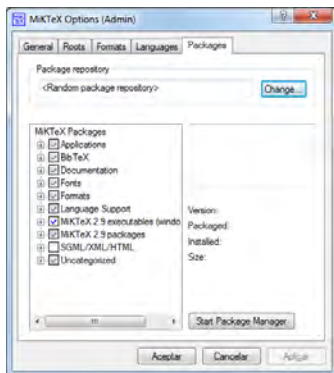 MiKTeX Options (Admin)
General Roots Formats Languages Packages
Package repository
<Random package repository>
Change...
MiKTeX Packages
Applications
BibTeX
Documentation
Fonts
Formats
Language Support
MiKTeX 2.9 executables (windo
MiKTeX 2.9 packages
SGML/XML/HTML
Uncategorized
Version:
Packaged:
Installed:
Size:
Start Package Manager
Aceptar Cancelar Aplicar